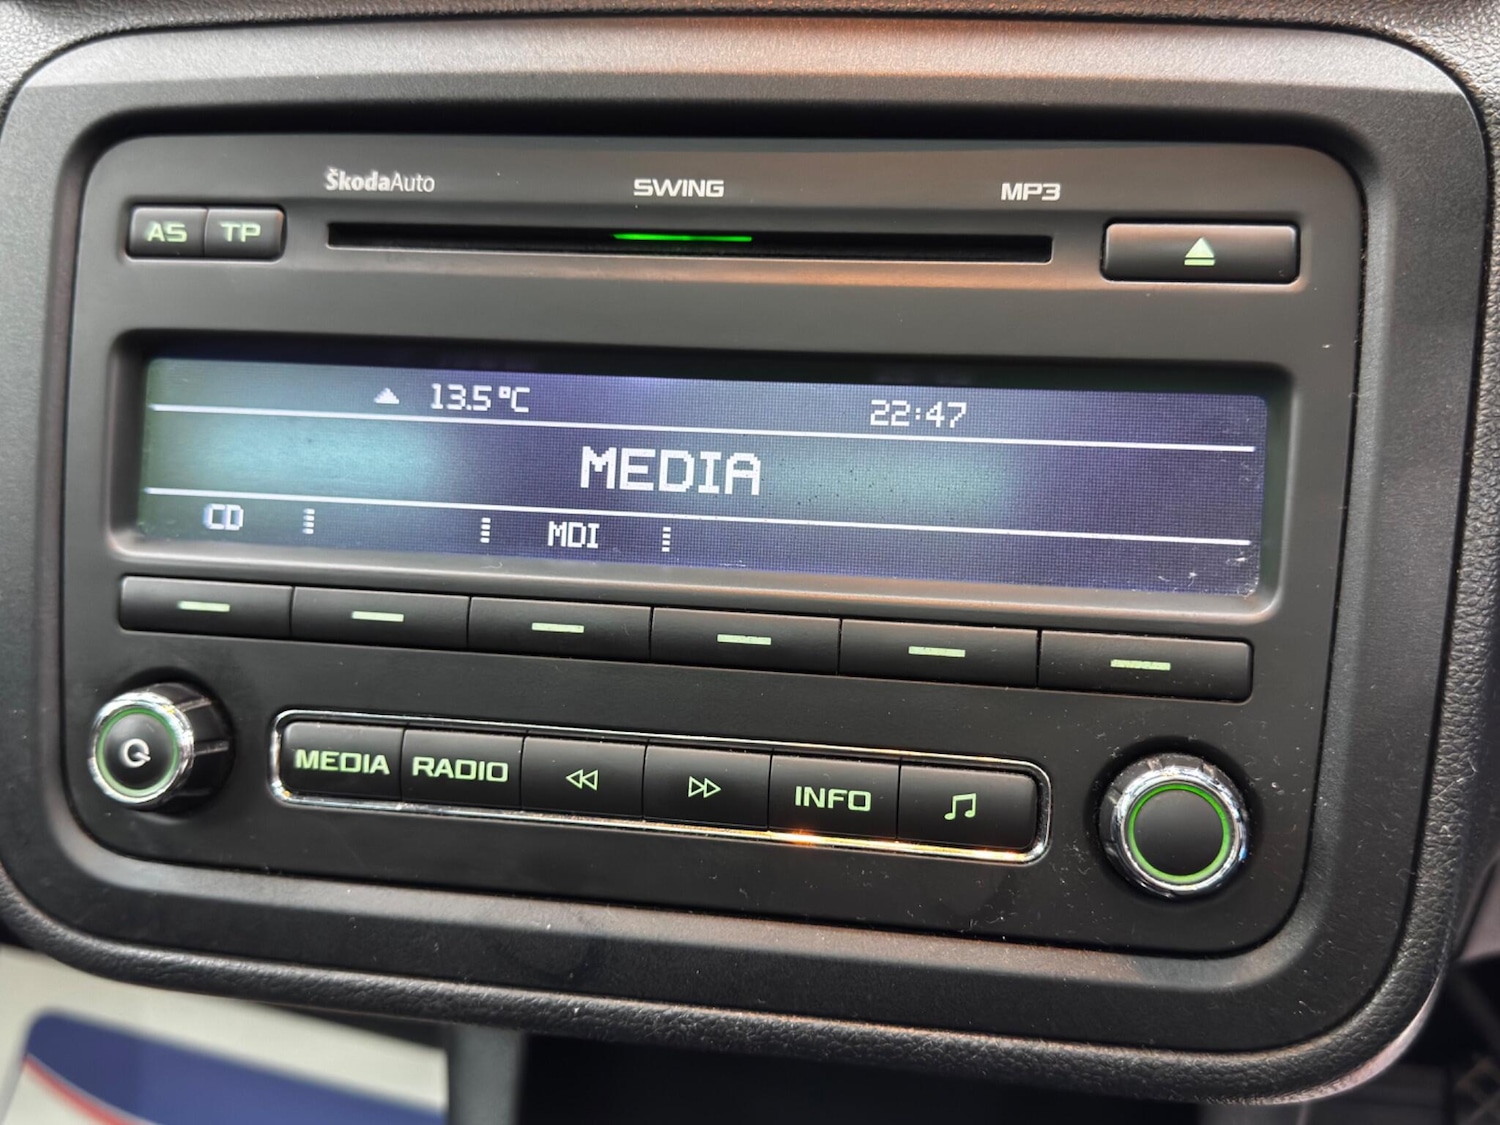 ŠkodaAuto SWING MP3
AS TP
13.5°C 22:47
MEDIA
CD MDI
MEDIA RADIO INFO